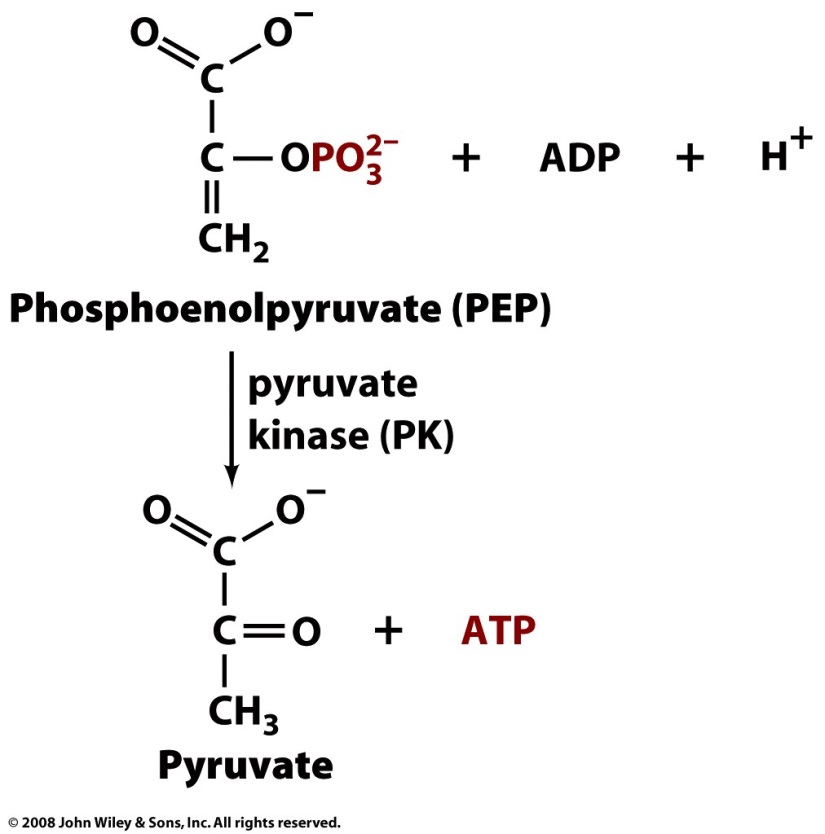 O O⁻
C
C — OPO₃²⁻ + ADP + H⁺
CH₂
Phosphoenolpyruvate (PEP)
pyruvate
kinase (PK)
O O⁻
C
C=O + ATP
CH₃
Pyruvate
© 2008 John Wiley & Sons, Inc. All rights reserved.